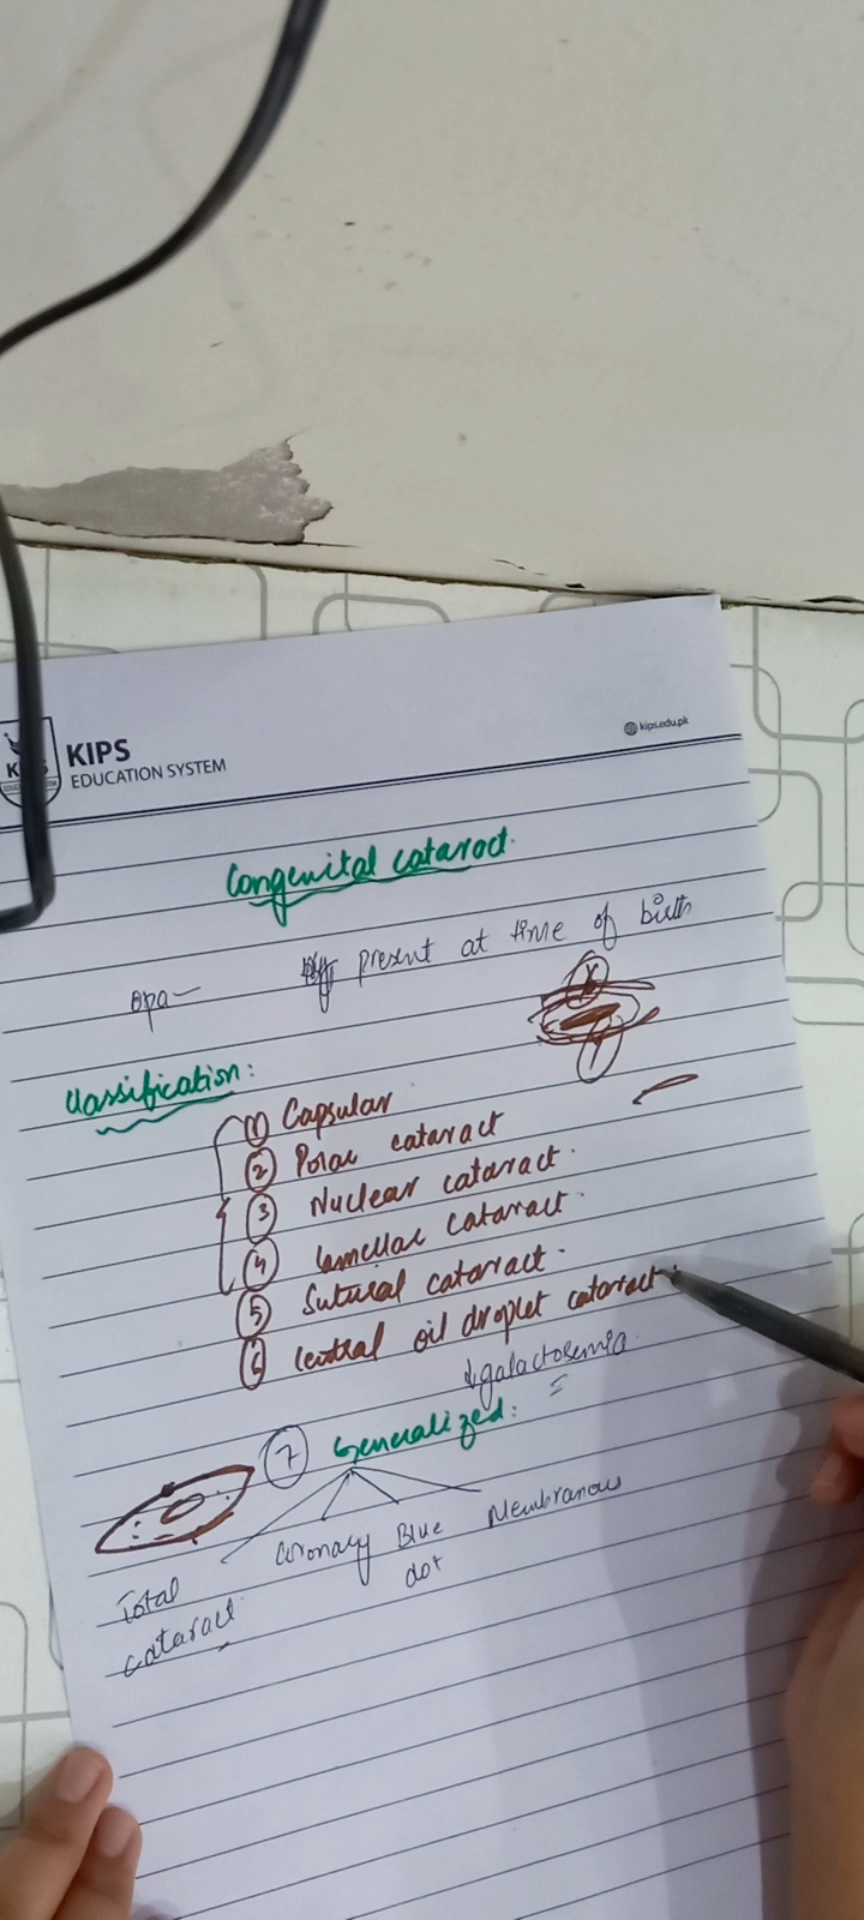 KIPS
EDUCATION SYSTEM
kips.edu.pk
Congenital cataract.
present at time of birth
opa
Classification:
① Capsular
② Polar cataract
③ Nuclear cataract.
④ Lamellar cataract.
⑤ Sutural cataract.
⑥ Central oil droplet cataract.
↓galactosemia.
⑦ Generalized:
Total cataract
Coronary
Blue dot
Membranous